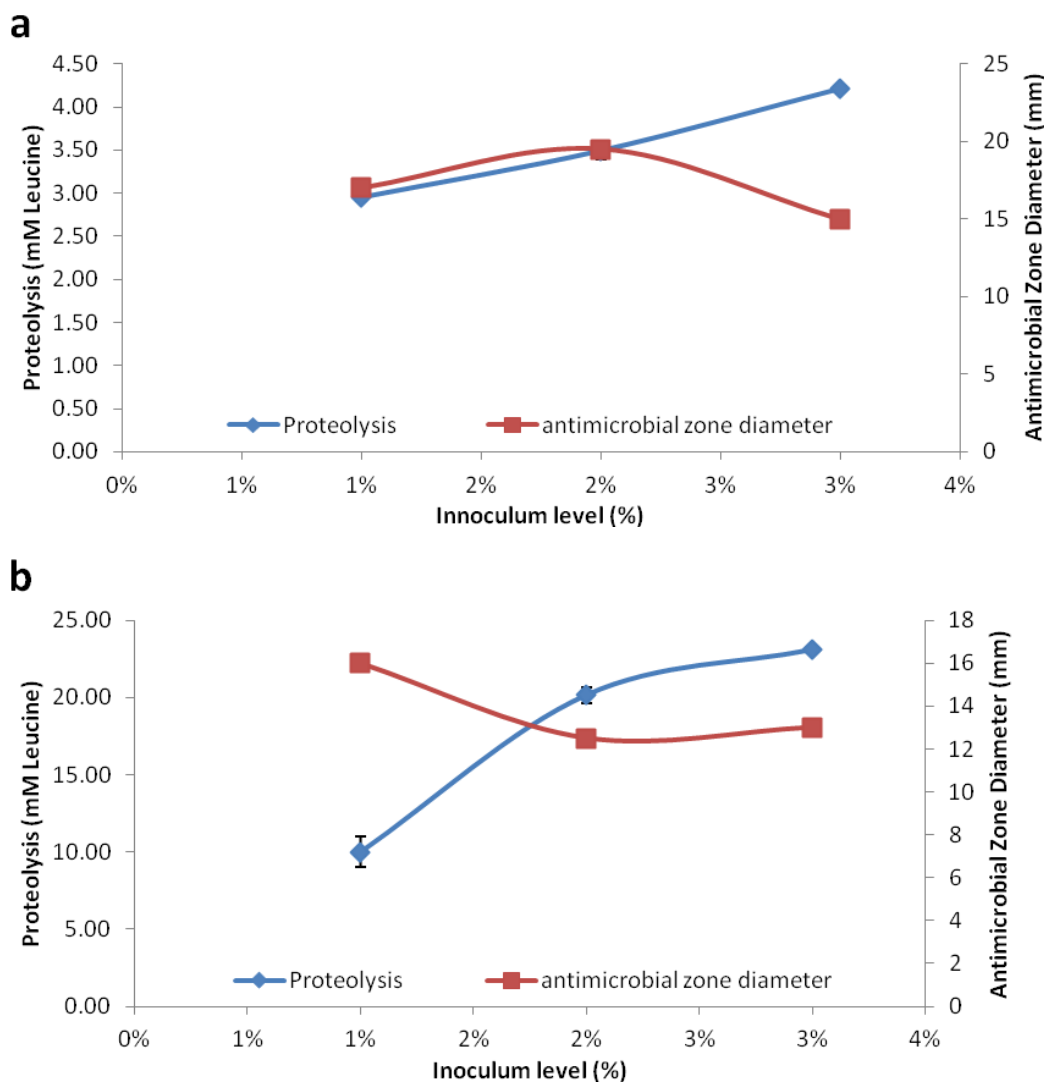 a
4.50
4.00
3.50
3.00
2.50
2.00
1.50
1.00
0.50
0.00
Proteolysis (mM Leucine)
25
20
15
10
5
0
Antimicrobial Zone Diameter (mm)
Proteolysis antimicrobial zone diameter
0% 1% 1% 2% 2% 3% 3% 4%
Innoculum level (%)
b
25.00
20.00
15.00
10.00
5.00
0.00
Proteolysis (mM Leucine)
18
16
14
12
10
8
6
4
2
0
Antimicrobial Zone Diameter (mm)
Proteolysis antimicrobial zone diameter
0% 1% 1% 2% 2% 3% 3% 4%
Inoculum level (%)